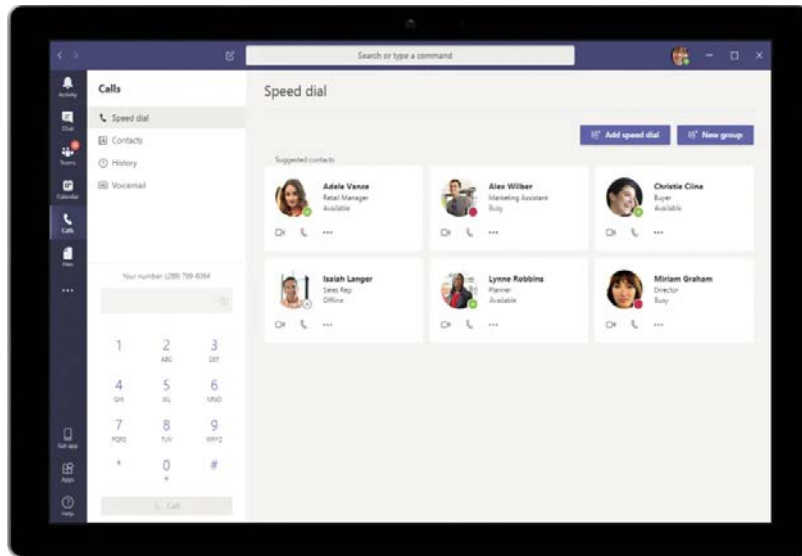 Search or type a command
Activity
Chat
Teams
Calendar
Calls
Files
Get app
Apps
Help
Calls
Speed dial
Contacts
History
Voicemail
Your number: (289) 799-6064
1
2
ABC
3
DEF
4
GHI
5
JKL
6
MNO
7
PQRS
8
TUV
9
WXYZ
*
0
+
#
Call
Speed dial
Add speed dial
New group
Suggested contacts
Adele Vance
Retail Manager
Available
Alex Wilber
Marketing Assistant
Busy
Christie Cline
Buyer
Available
Isaiah Langer
Sales Rep
Offline
Lynne Robbins
Planner
Available
Miriam Graham
Director
Busy